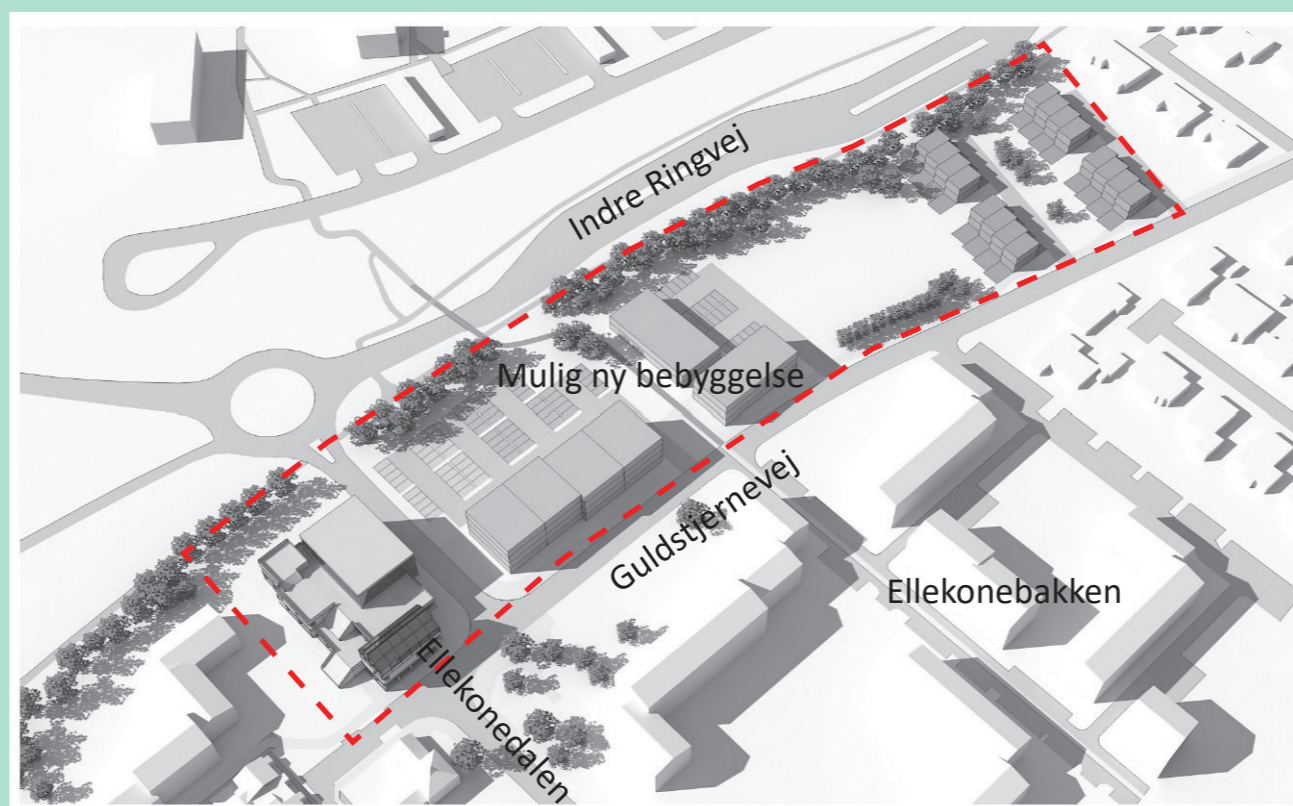 Indre Ringvej
Mulig ny bebyggelse
Guldstjernevej
Ellekonebakken
Ellekonedalen